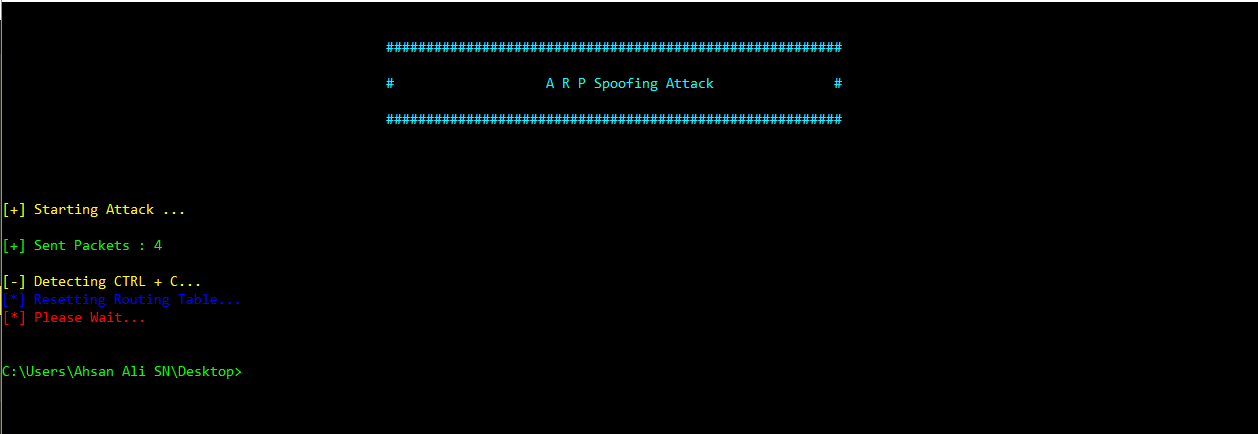 #########################################################
# A R P Spoofing Attack #
#########################################################
[+] Starting Attack ...
[+] Sent Packets : 4
[-] Detecting CTRL + C...
[*] Resetting Routing Table...
[*] Please Wait...
C:\Users\Ahsan Ali SN\Desktop>